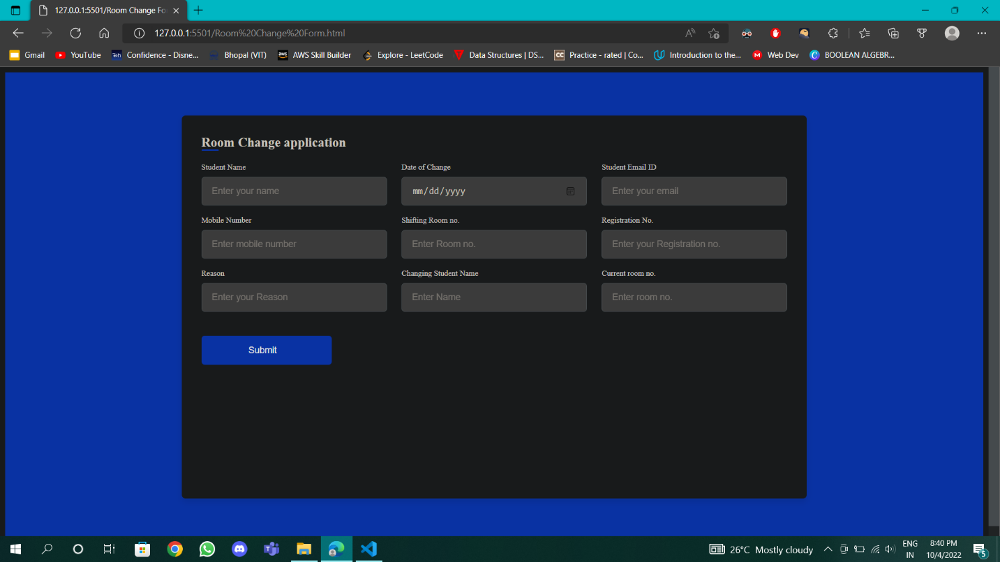 127.0.0.1:5501/Room Change Fo
127.0.0.1:5501/Room%20Change%20Form.html
Gmail YouTube Confidence - Disne... Bhopal (VIT) AWS Skill Builder Explore - LeetCode Data Structures | DS... Practice - rated | Co... Introduction to the... Web Dev BOOLEAN ALGEBR...
Room Change application
Student Name Date of Change Student Email ID
Enter your name mm/dd/yyyy Enter your email
Mobile Number Shifting Room no. Registration No.
Enter mobile number Enter Room no. Enter your Registration no.
Reason Changing Student Name Current room no.
Enter your Reason Enter Name Enter room no.
Submit
26°C Mostly cloudy
ENG
IN
8:40 PM
10/4/2022
5